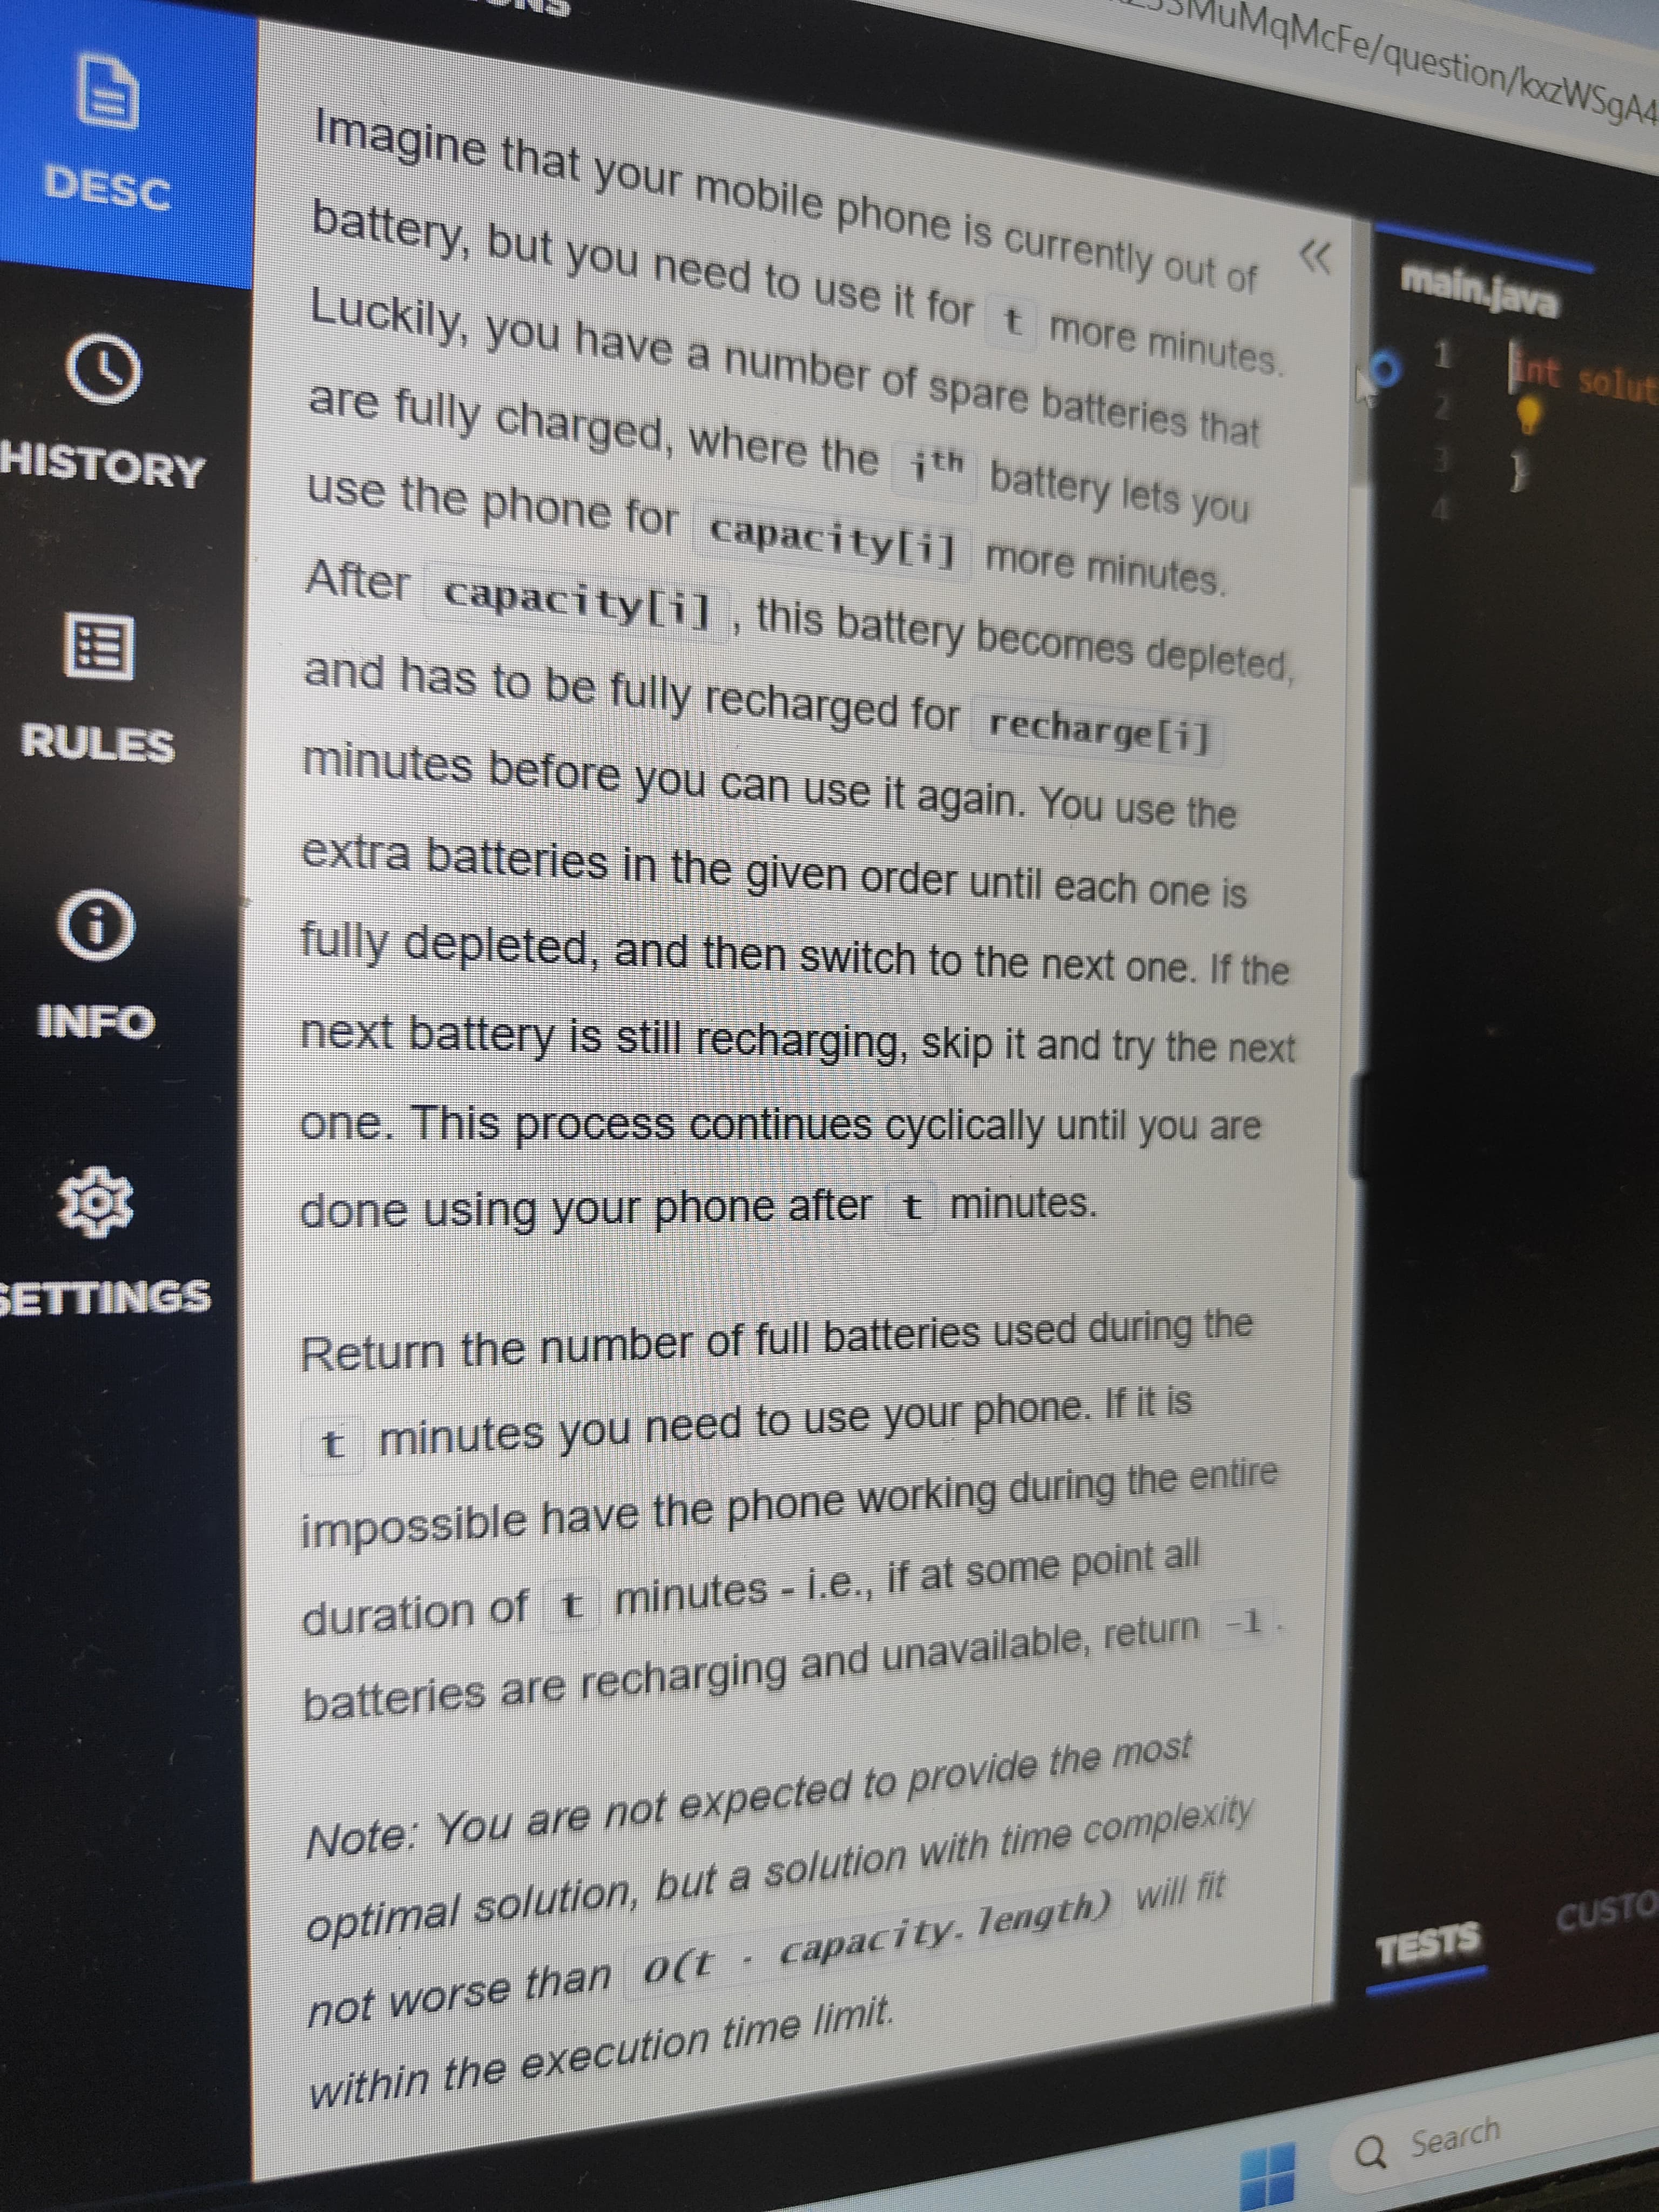 MuMqMcFe/question/kxzWSgA4
DESC
HISTORY
RULES
INFO
SETTINGS
Imagine that your mobile phone is currently out of
battery, but you need to use it for t more minutes.
Luckily, you have a number of spare batteries that
are fully charged, where the ith battery lets you
use the phone for capacity[i] more minutes.
After capacity[i] , this battery becomes depleted,
and has to be fully recharged for recharge[i]
minutes before you can use it again. You use the
extra batteries in the given order until each one is
fully depleted, and then switch to the next one. If the
next battery is still recharging, skip it and try the next
one. This process continues cyclically until you are
done using your phone after t minutes.
Return the number of full batteries used during the
t minutes you need to use your phone. If it is
impossible have the phone working during the entire
duration of t minutes - i.e., if at some point all
batteries are recharging and unavailable, return -1 .
Note: You are not expected to provide the most
optimal solution, but a solution with time complexity
not worse than O(t · capacity.length) will fit
within the execution time limit.
main.java
1 int solut
2
3 }
4
TESTS CUSTO
Search